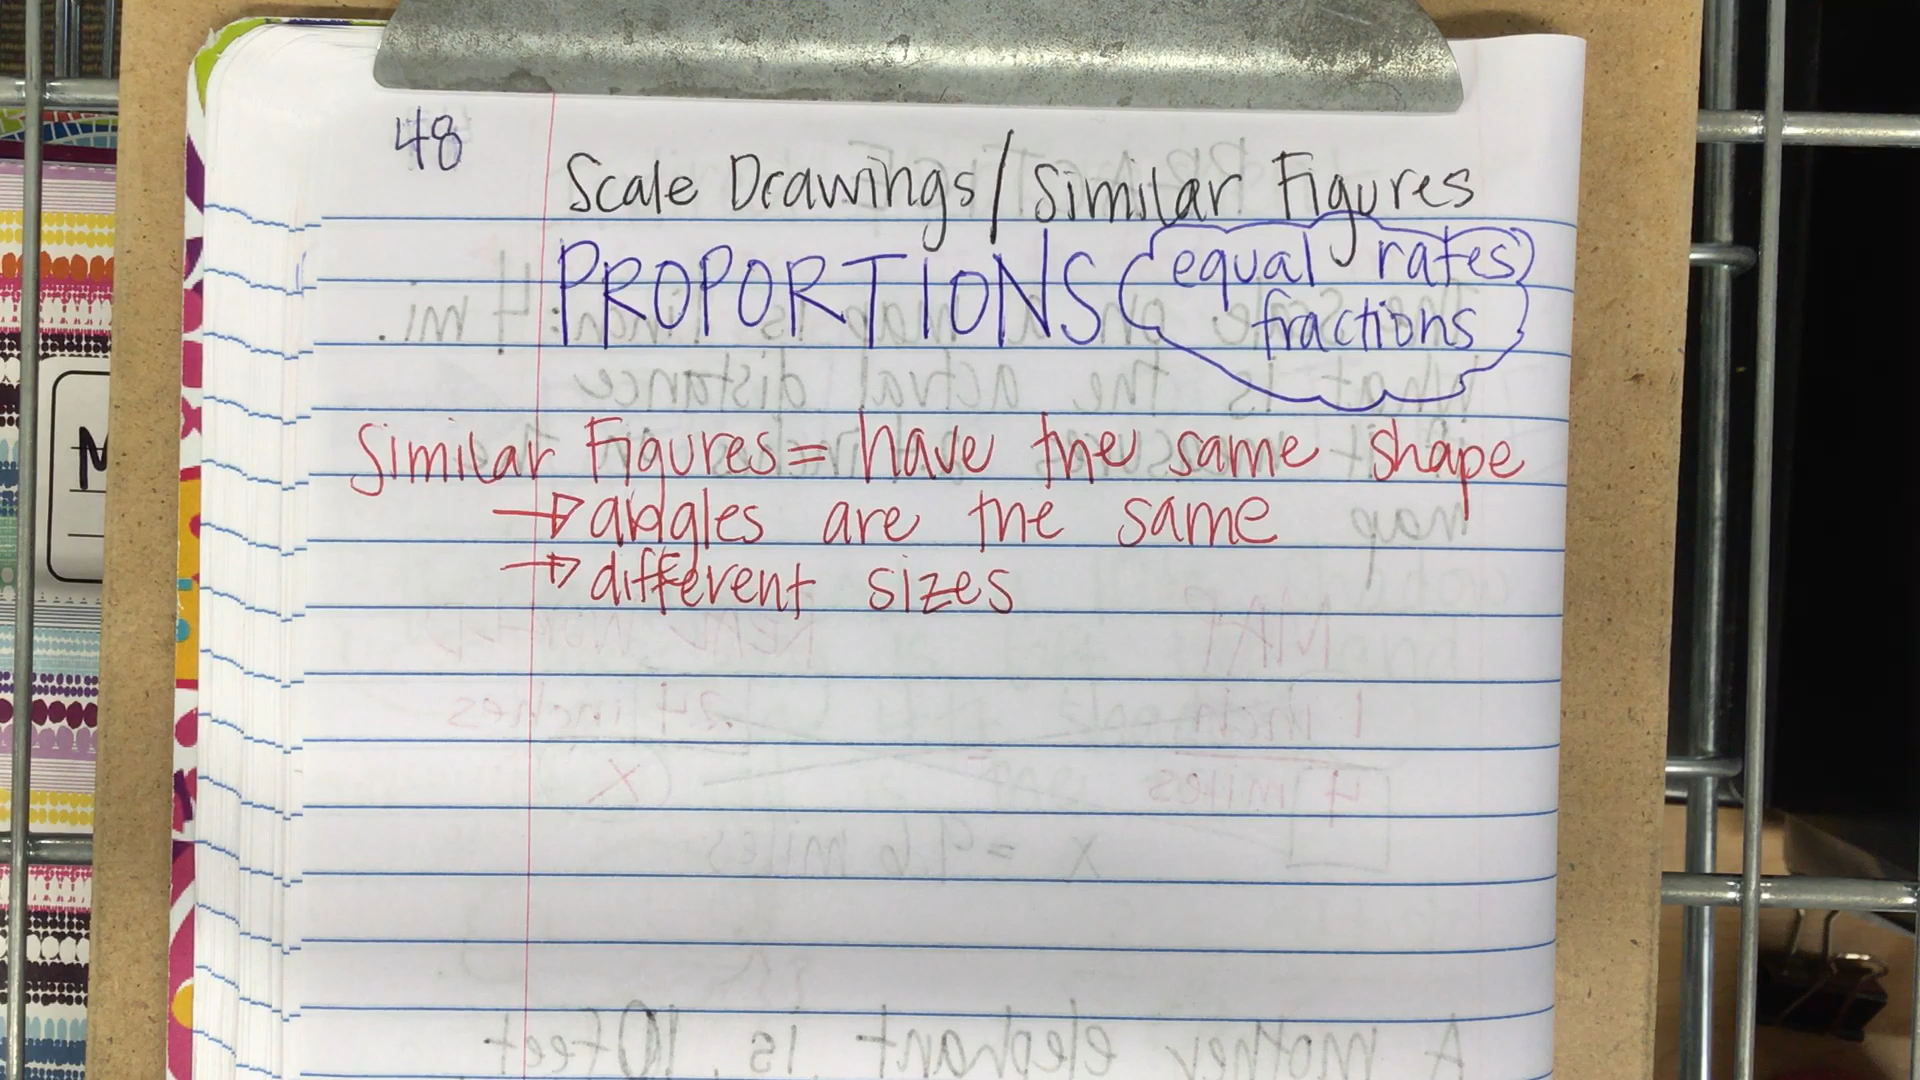 48
Scale Drawings/Similar Figures
PROPORTIONS
equal rates
fractions
Similar Figures = have the same shape
→ angles are the same
→ different sizes
M